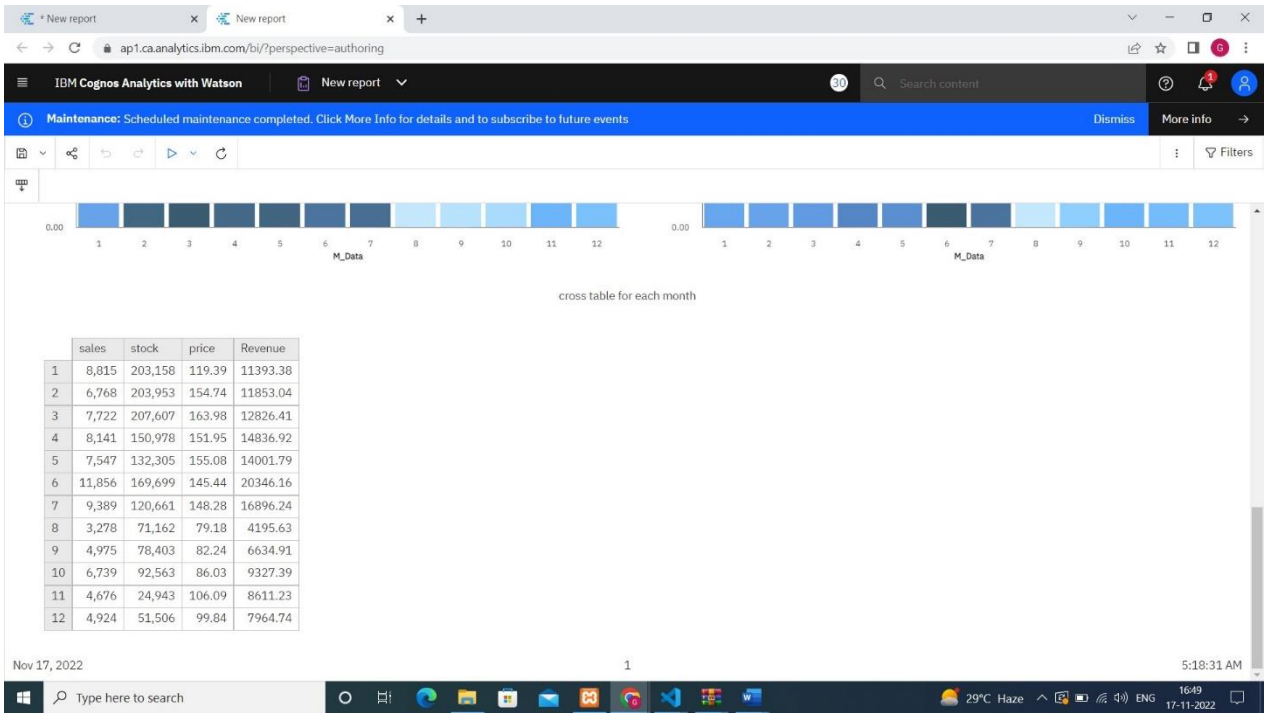 * New report New report
ap1.ca.analytics.ibm.com/bi/?perspective=authoring G
IBM Cognos Analytics with Watson New report 30 Search content 1
Maintenance: Scheduled maintenance completed. Click More Info for details and to subscribe to future events Dismiss More info
Filters
0.00 0.00
1 2 3 4 5 6 7 8 9 10 11 12 1 2 3 4 5 6 7 8 9 10 11 12
M_Data M_Data
cross table for each month
sales stock price Revenue
1 8,815 203,158 119.39 11393.38
2 6,768 203,953 154.74 11853.04
3 7,722 207,607 163.98 12826.41
4 8,141 150,978 151.95 14836.92
5 7,547 132,305 155.08 14001.79
6 11,856 169,699 145.44 20346.16
7 9,389 120,661 148.28 16896.24
8 3,278 71,162 79.18 4195.63
9 4,975 78,403 82.24 6634.91
10 6,739 92,563 86.03 9327.39
11 4,676 24,943 106.09 8611.23
12 4,924 51,506 99.84 7964.74
Nov 17, 2022 1 5:18:31 AM
Type here to search 29°C Haze ENG 16:49
17-11-2022